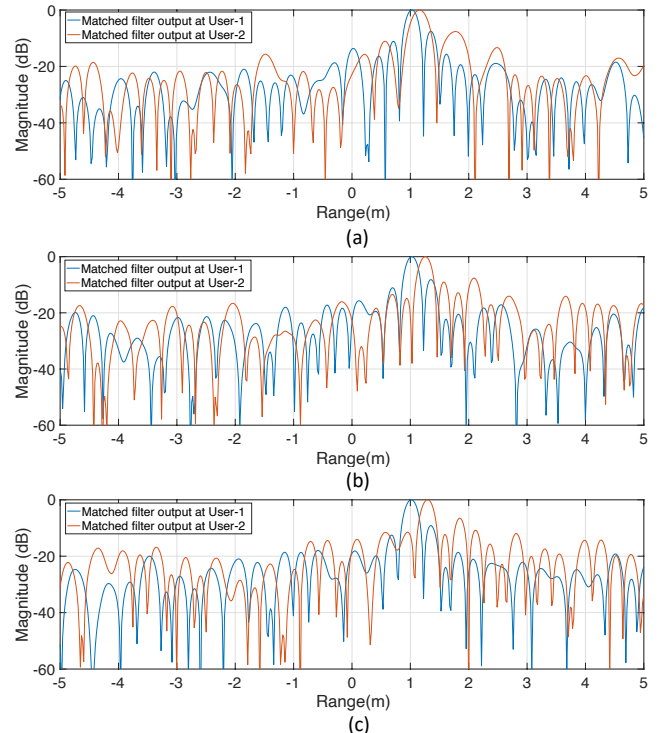 0
-20
-40
-60
Magnitude (dB)
Matched filter output at User-1
Matched filter output at User-2
-5 -4 -3 -2 -1 0 1 2 3 4 5
Range(m)
(a)
0
-20
-40
-60
Magnitude (dB)
Matched filter output at User-1
Matched filter output at User-2
-5 -4 -3 -2 -1 0 1 2 3 4 5
Range(m)
(b)
0
-20
-40
-60
Magnitude (dB)
Matched filter output at User-1
Matched filter output at User-2
-5 -4 -3 -2 -1 0 1 2 3 4 5
Range(m)
(c)